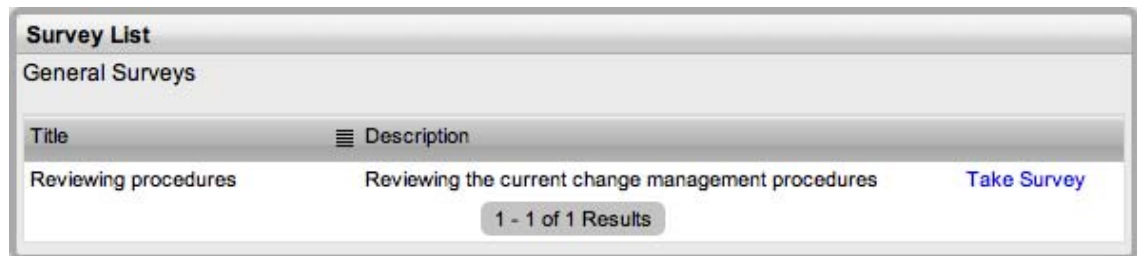 Survey List
General Surveys
Title Description
Reviewing procedures Reviewing the current change management procedures Take Survey
1 - 1 of 1 Results